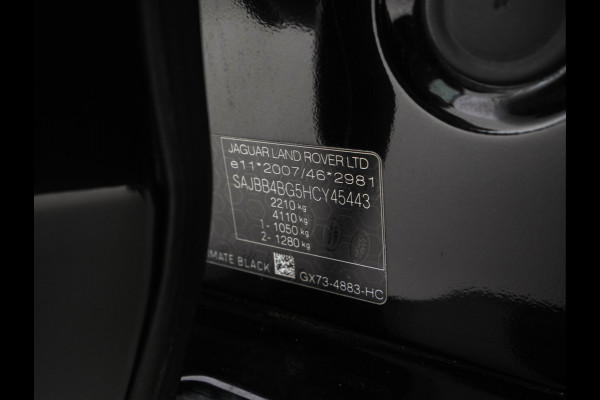 JAGUAR LAND ROVER LTD
e11*2007/46*2981
SAJBB4BG5HCY45443
2210 kg
4110 kg
1- 1050 kg
2- 1280 kg
IMATE BLACK
GX73-4883-HC